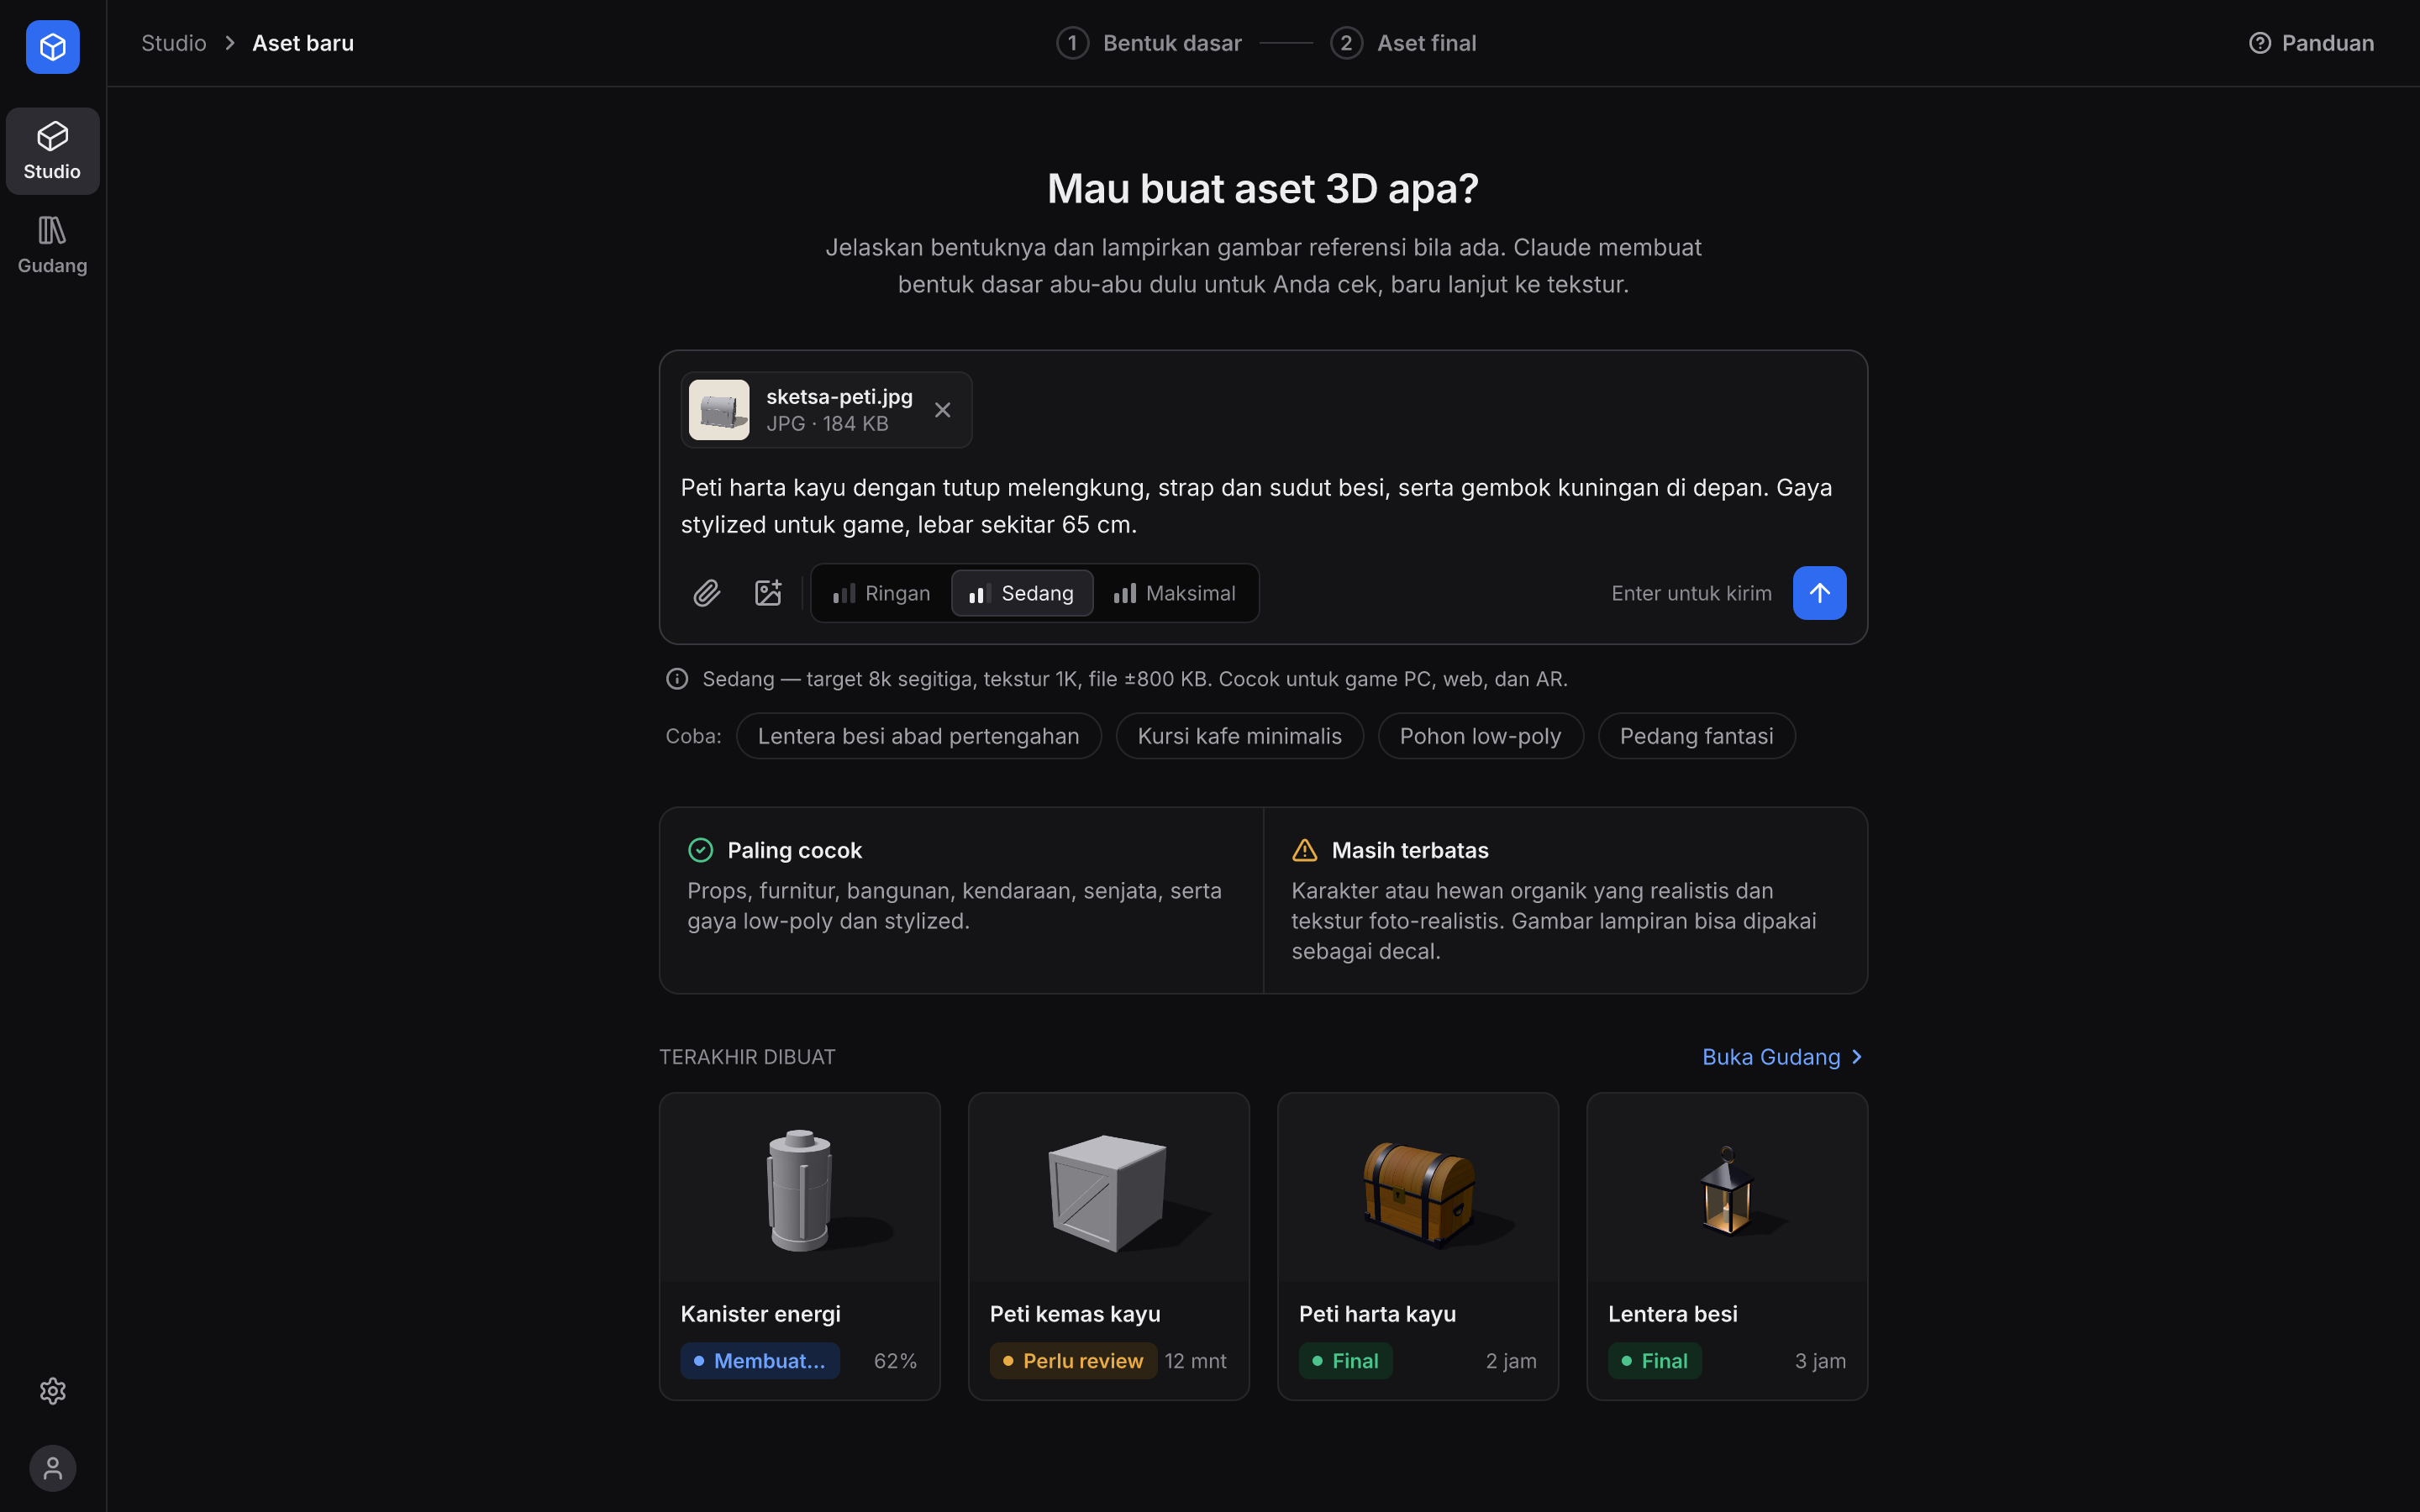 Studio
Aset baru
1 Bentuk dasar
2 Aset final
Panduan
Studio
Gudang
Mau buat aset 3D apa?
Jelaskan bentuknya dan lampirkan gambar referensi bila ada. Claude membuat
bentuk dasar abu-abu dulu untuk Anda cek, baru lanjut ke tekstur.
sketsa-peti.jpg
JPG · 184 KB
Peti harta kayu dengan tutup melengkung, strap dan sudut besi, serta gembok kuningan di depan. Gaya
stylized untuk game, lebar sekitar 65 cm.
Ringan
Sedang
Maksimal
Enter untuk kirim
Sedang — target 8k segitiga, tekstur 1K, file ±800 KB. Cocok untuk game PC, web, dan AR.
Coba:
Lentera besi abad pertengahan
Kursi kafe minimalis
Pohon low-poly
Pedang fantasi
Paling cocok
Props, furnitur, bangunan, kendaraan, senjata, serta
gaya low-poly dan stylized.
Masih terbatas
Karakter atau hewan organik yang realistis dan
tekstur foto-realistis. Gambar lampiran bisa dipakai
sebagai decal.
TERAKHIR DIBUAT
Buka Gudang
Kanister energi
Membuat...
62%
Peti kemas kayu
Perlu review
12 mnt
Peti harta kayu
Final
2 jam
Lentera besi
Final
3 jam